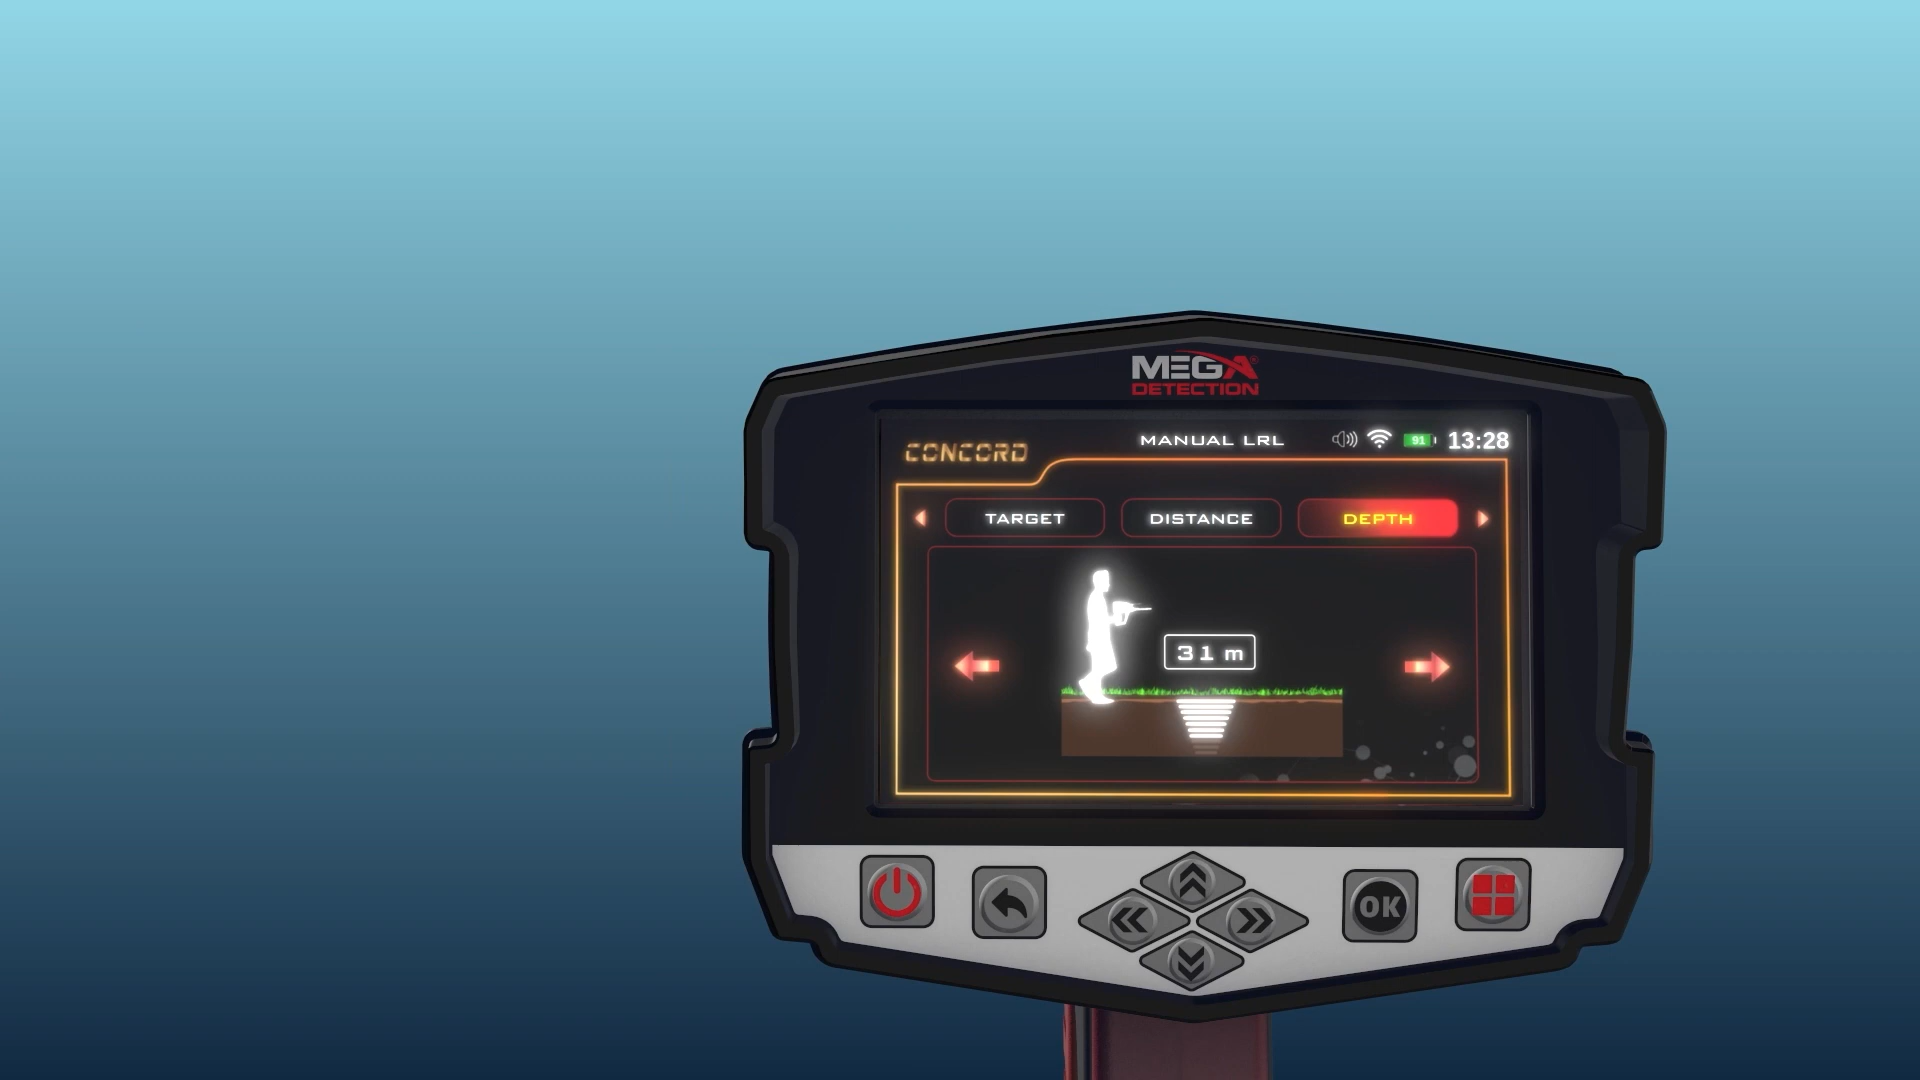 MEGA
DETECTION
CONCORD
MANUAL LRL
91
13:28
TARGET
DISTANCE
DEPTH
31 m
OK